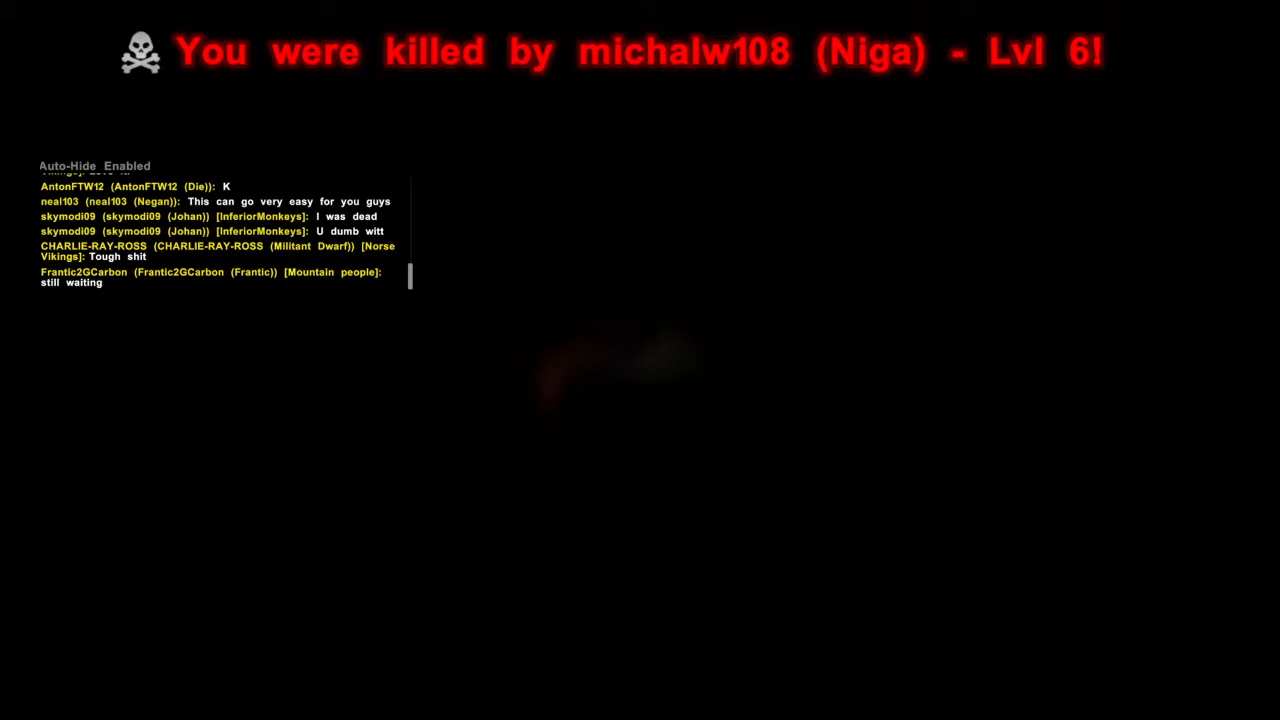 You were killed by michalw108 (Niga) - Lvl 6!
Auto-Hide Enabled
AntonFTW12 (AntonFTW12 (Die)): K
neal103 (neal103 (Negan)): This can go very easy for you guys
skymodi09 (skymodi09 (Johan)) [InferiorMonkeys]: I was dead
skymodi09 (skymodi09 (Johan)) [InferiorMonkeys]: U dumb witt
CHARLIE-RAY-ROSS (CHARLIE-RAY-ROSS (Militant Dwarf)) [Norse
Vikings]: Tough shit
Frantic2GCarbon (Frantic2GCarbon (Frantic)) [Mountain people]:
still waiting